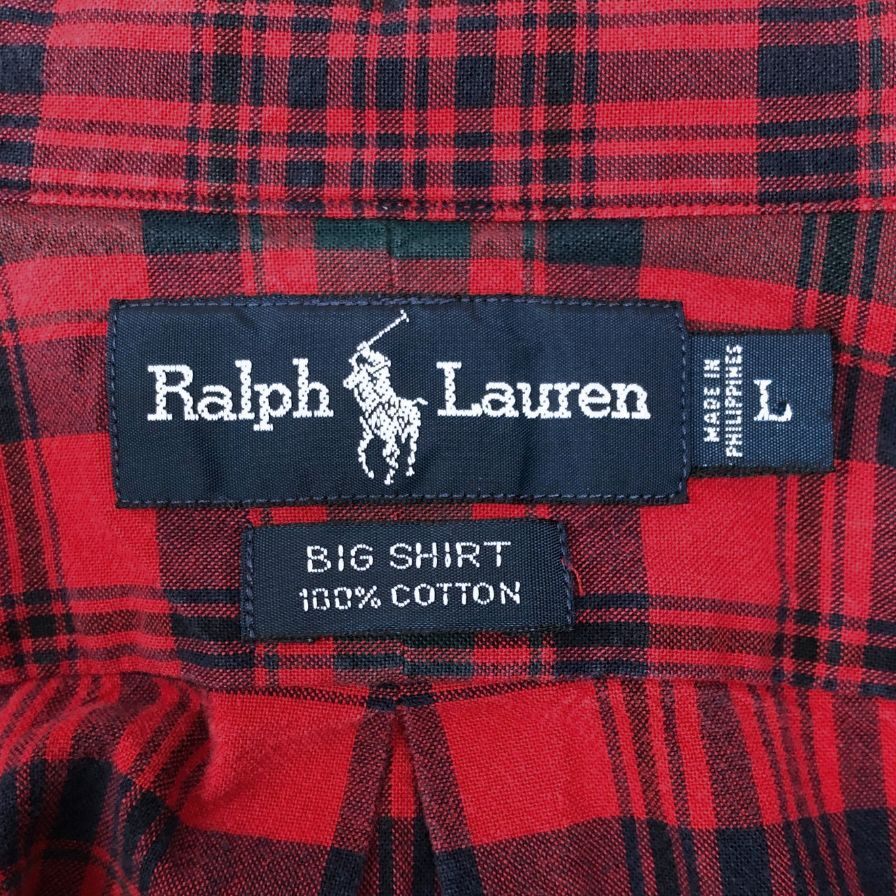 Ralph Lauren
MADE IN
PHILIPPINES
L
BIG SHIRT
100% COTTON